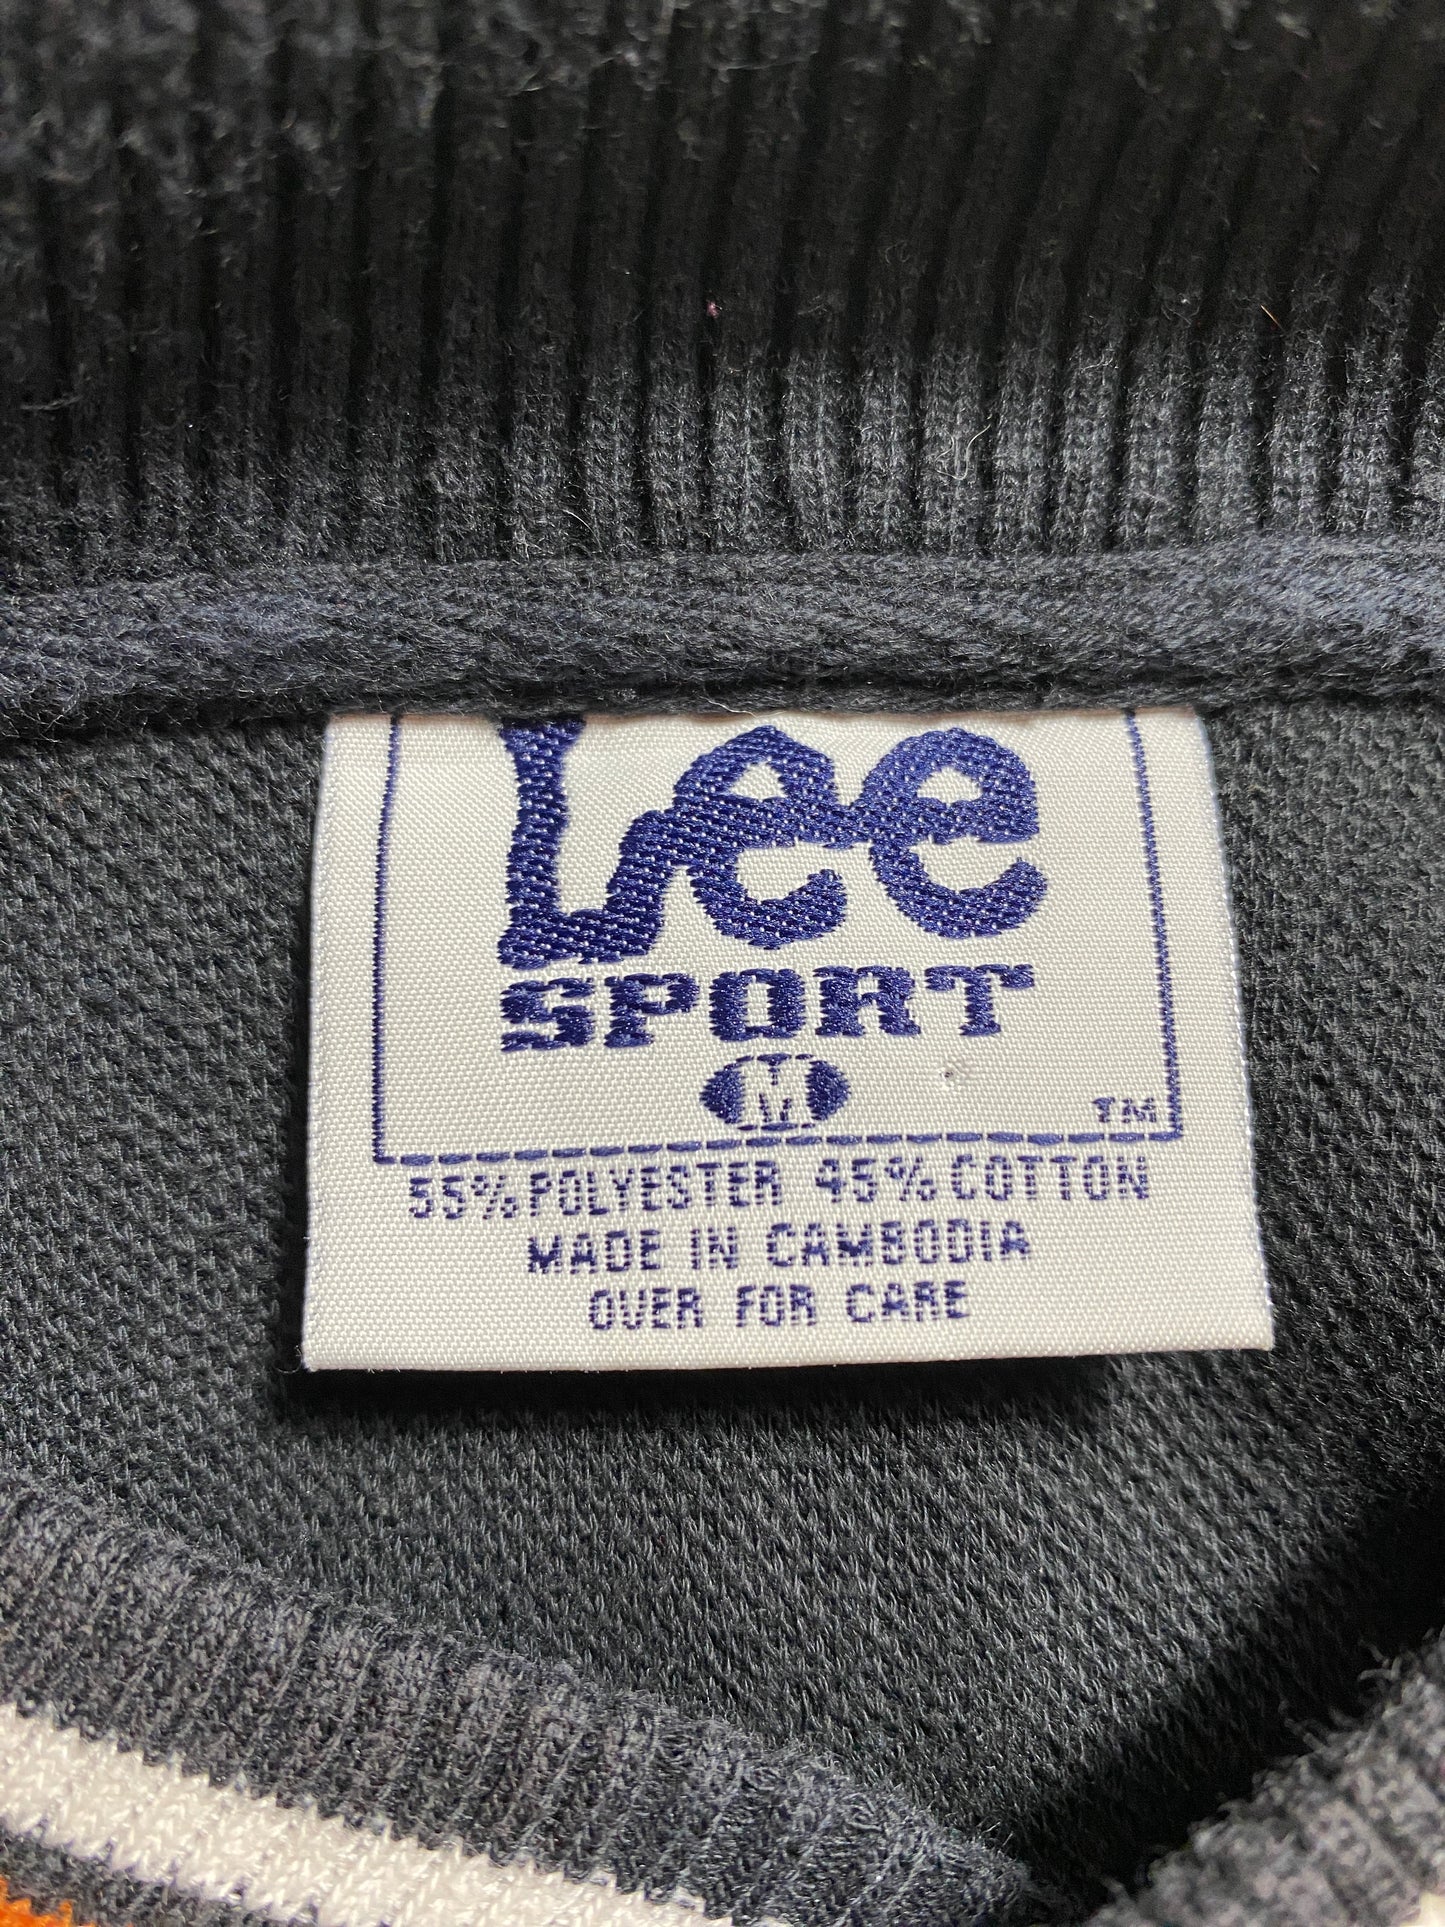 Lee
SPORT
M
TM
55% POLYESTER 45% COTTON
MADE IN CAMBODIA
OVER FOR CARE